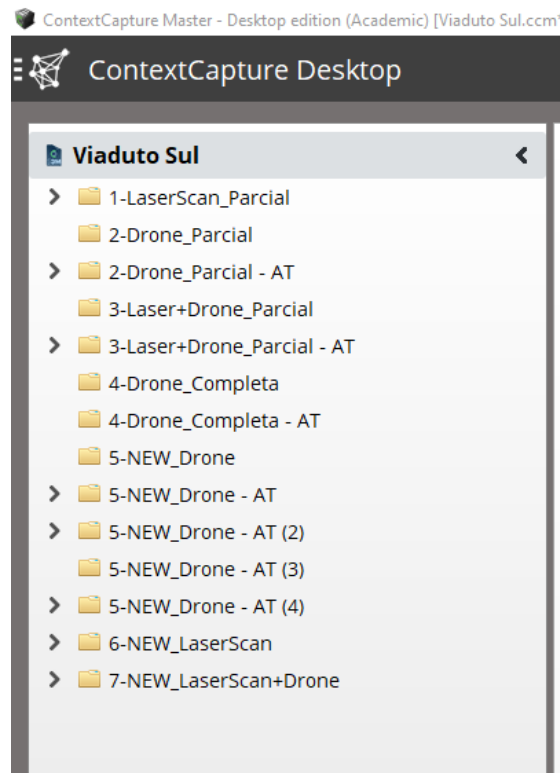 ContextCapture Master - Desktop edition (Academic) [Viaduto Sul.ccm*
ContextCapture Desktop
Viaduto Sul
1-LaserScan_Parcial
2-Drone_Parcial
2-Drone_Parcial - AT
3-Laser+Drone_Parcial
3-Laser+Drone_Parcial - AT
4-Drone_Completa
4-Drone_Completa - AT
5-NEW_Drone
5-NEW_Drone - AT
5-NEW_Drone - AT (2)
5-NEW_Drone - AT (3)
5-NEW_Drone - AT (4)
6-NEW_LaserScan
7-NEW_LaserScan+Drone